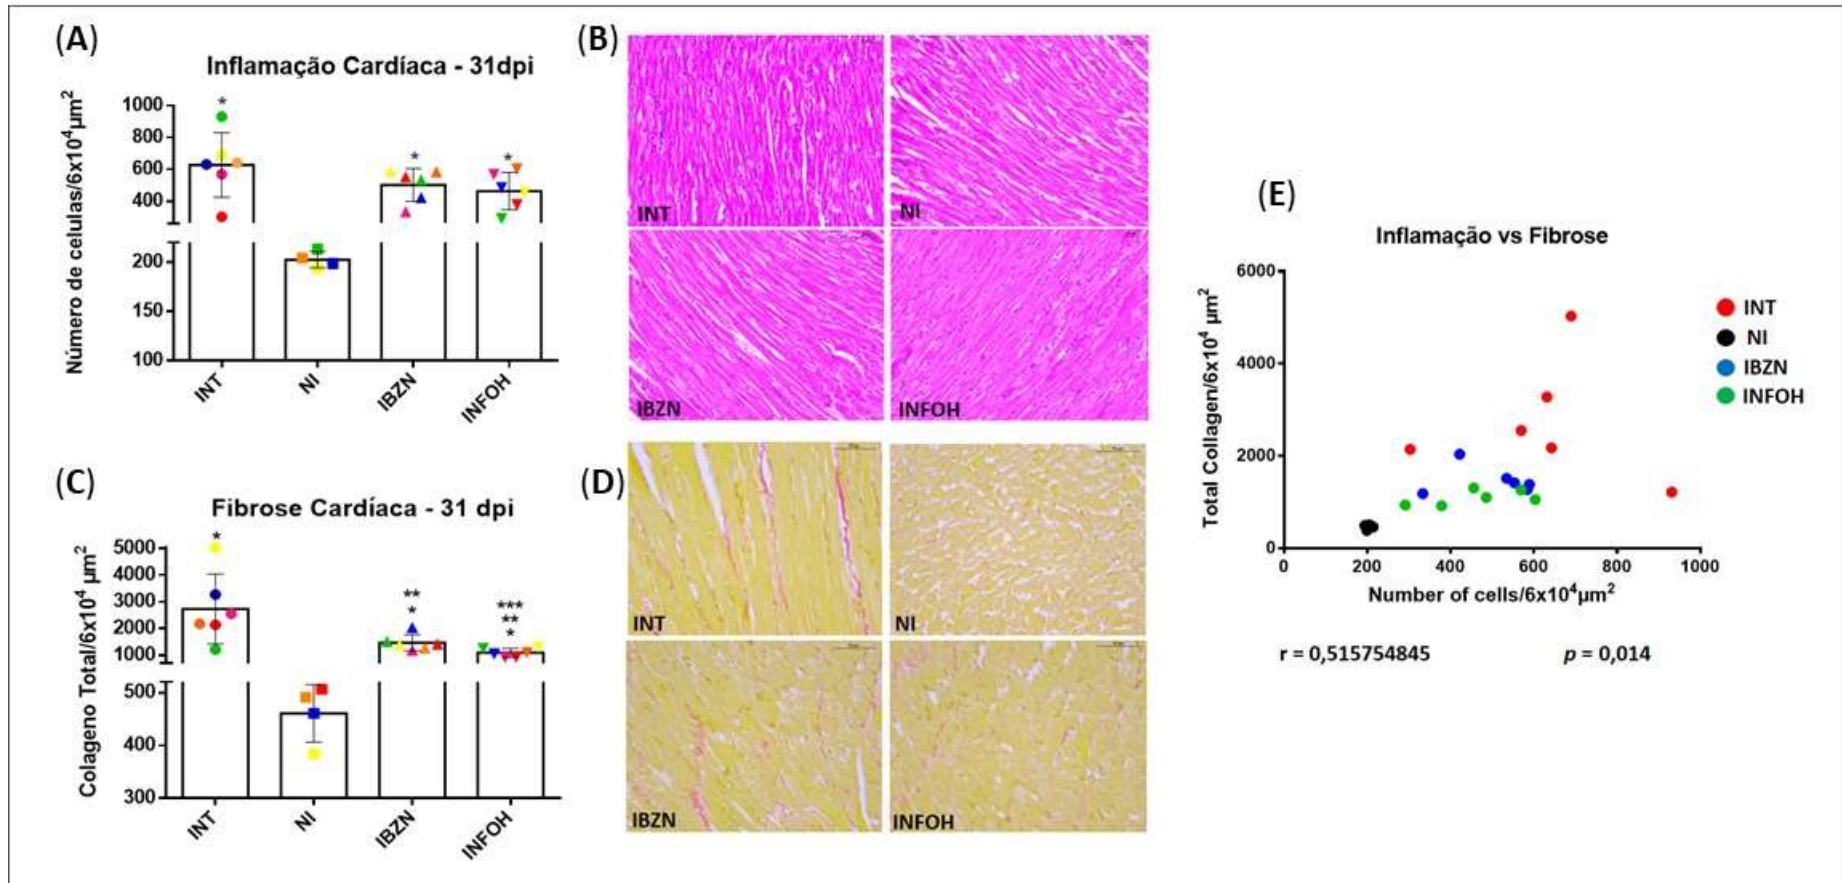 (A)
Inflamação Cardíaca - 31dpi
Número de celulas/6x10⁴μm²
1000
800
600
400
200
150
100
*
*
*
INT
NI
IBZN
INFOH
(B)
INT
NI
IBZN
INFOH
(C)
Fibrose Cardíaca - 31 dpi
Colageno Total/6x10⁴ μm²
5000
4000
3000
2000
1000
500
400
300
*
**
*
***
**
*
INT
NI
IBZN
INFOH
(D)
INT
NI
IBZN
INFOH
(E)
Inflamação vs Fibrose
Total Collagen/6x10⁴ μm²
6000
4000
2000
0
0
200
400
600
800
1000
Number of cells/6x10⁴μm²
INT
NI
IBZN
INFOH
r = 0,515754845
p = 0,014